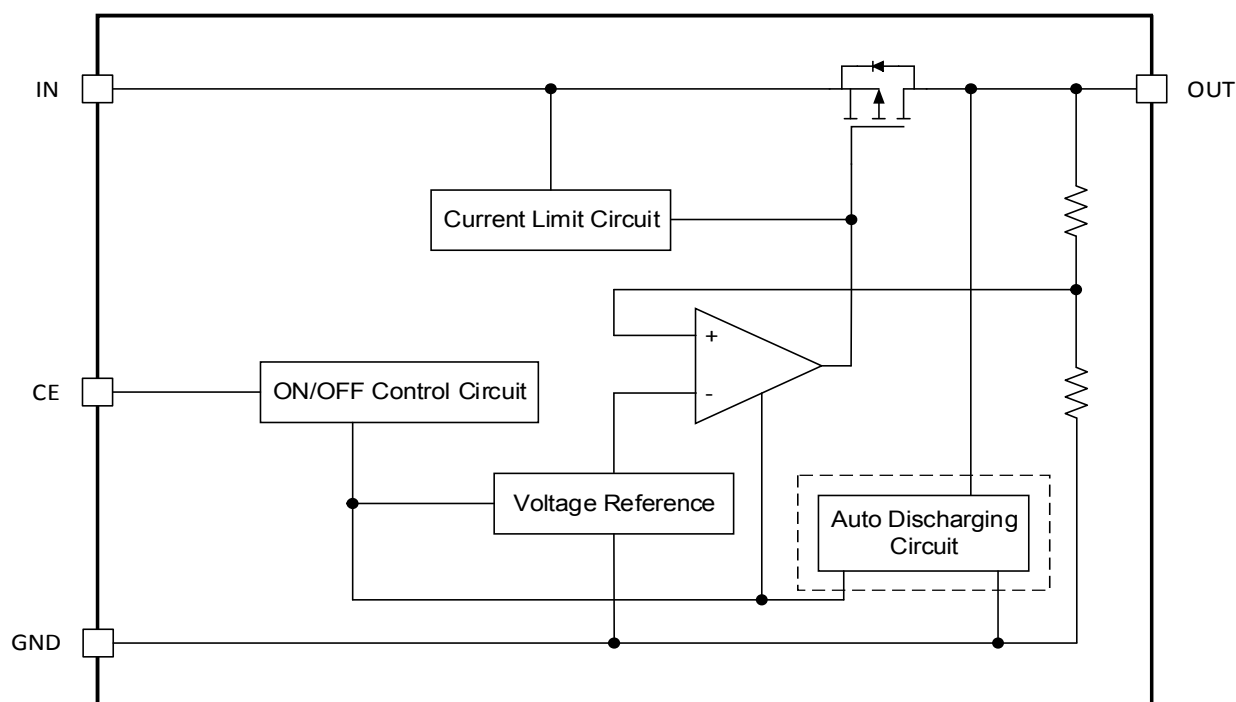 IN
OUT
Current Limit Circuit
+
CE
ON/OFF Control Circuit
-
Voltage Reference
Auto Discharging
Circuit
GND